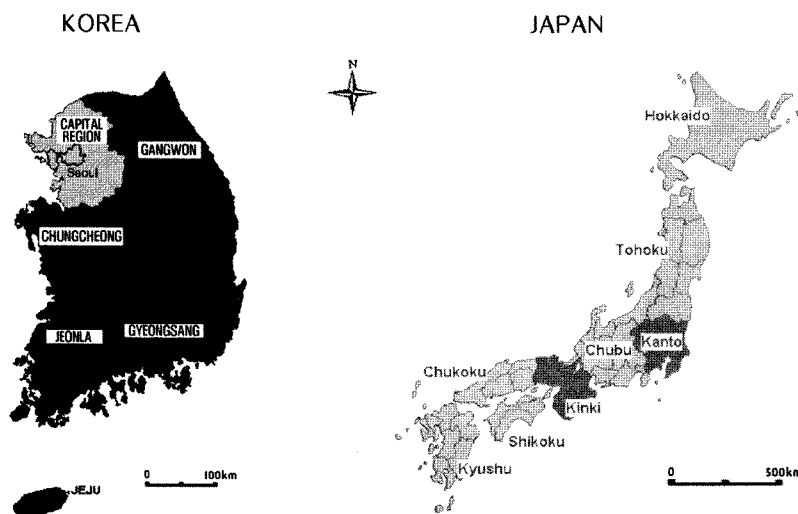 KOREA
JAPAN
N
CAPITAL
REGION
Seoul
GANGWON
CHUNGCHEONG
JEONLA
GYEONGSANG
JEJU
0 100km
Hokkaido
Tohoku
Kanto
Chubu
Chukoku
Kinki
Shikoku
Kyushu
0 500km